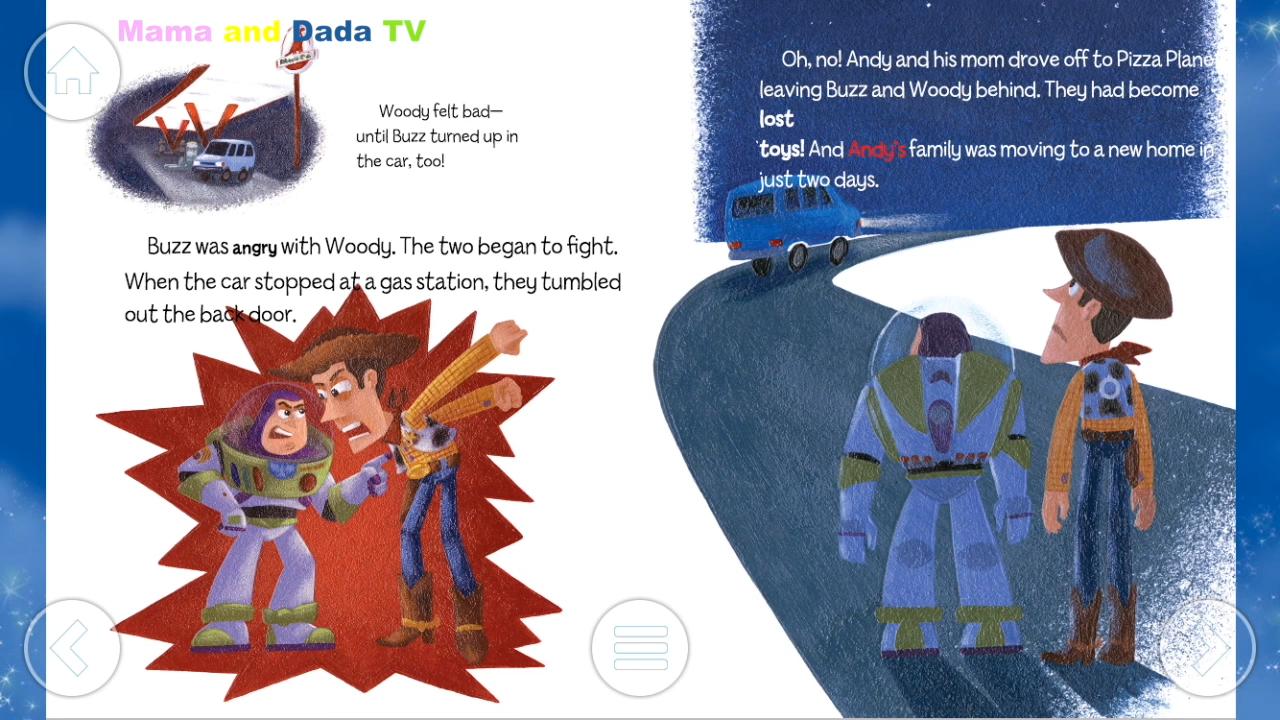 Mama and Dada TV
Woody felt bad—
until Buzz turned up in
the car, too!
Buzz was angry with Woody. The two began to fight.
When the car stopped at a gas station, they tumbled
out the back door.
Oh, no! Andy and his mom drove off to Pizza Plane
leaving Buzz and Woody behind. They had become
lost
toys! And Andy's family was moving to a new home in
just two days.